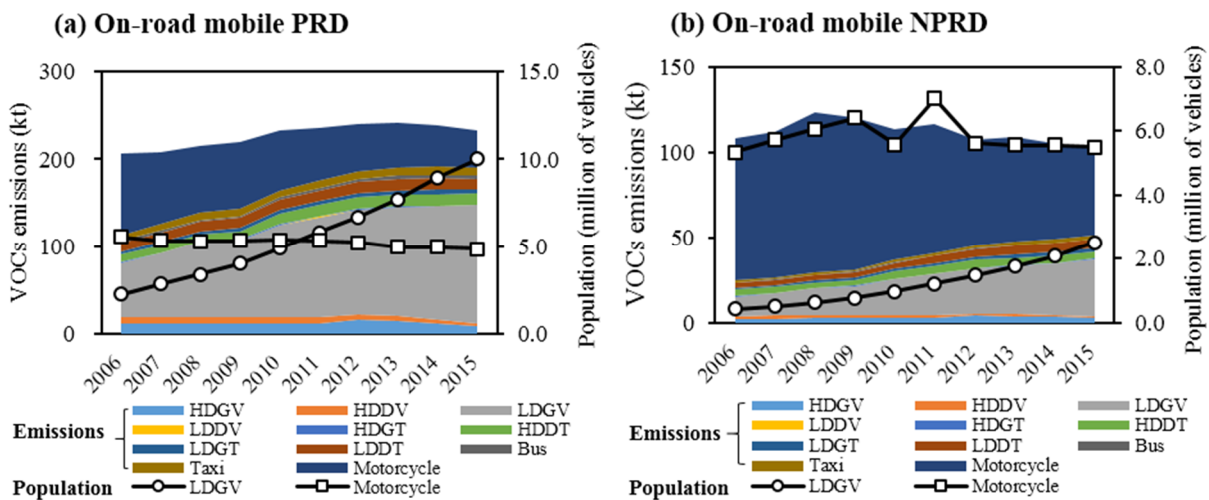 (a) On-road mobile PRD
VOCs emissions (kt)
300
200
100
0
15.0
10.0
5.0
0.0
Population (million of vehicles)
2006
2007
2008
2009
2010
2011
2012
2013
2014
2015
Emissions
HDGV
HDDV
LDGV
LDDV
HDGT
HDDT
LDGT
LDDT
Bus
Taxi
Motorcycle
Population
LDGV
Motorcycle
(b) On-road mobile NPRD
VOCs emissions (kt)
150
100
50
0
8.0
6.0
4.0
2.0
0.0
Population (million of vehicles)
2006
2007
2008
2009
2010
2011
2012
2013
2014
2015
Emissions
HDGV
HDDV
LDGV
LDDV
HDGT
HDDT
LDGT
LDDT
Bus
Taxi
Motorcycle
Population
LDGV
Motorcycle